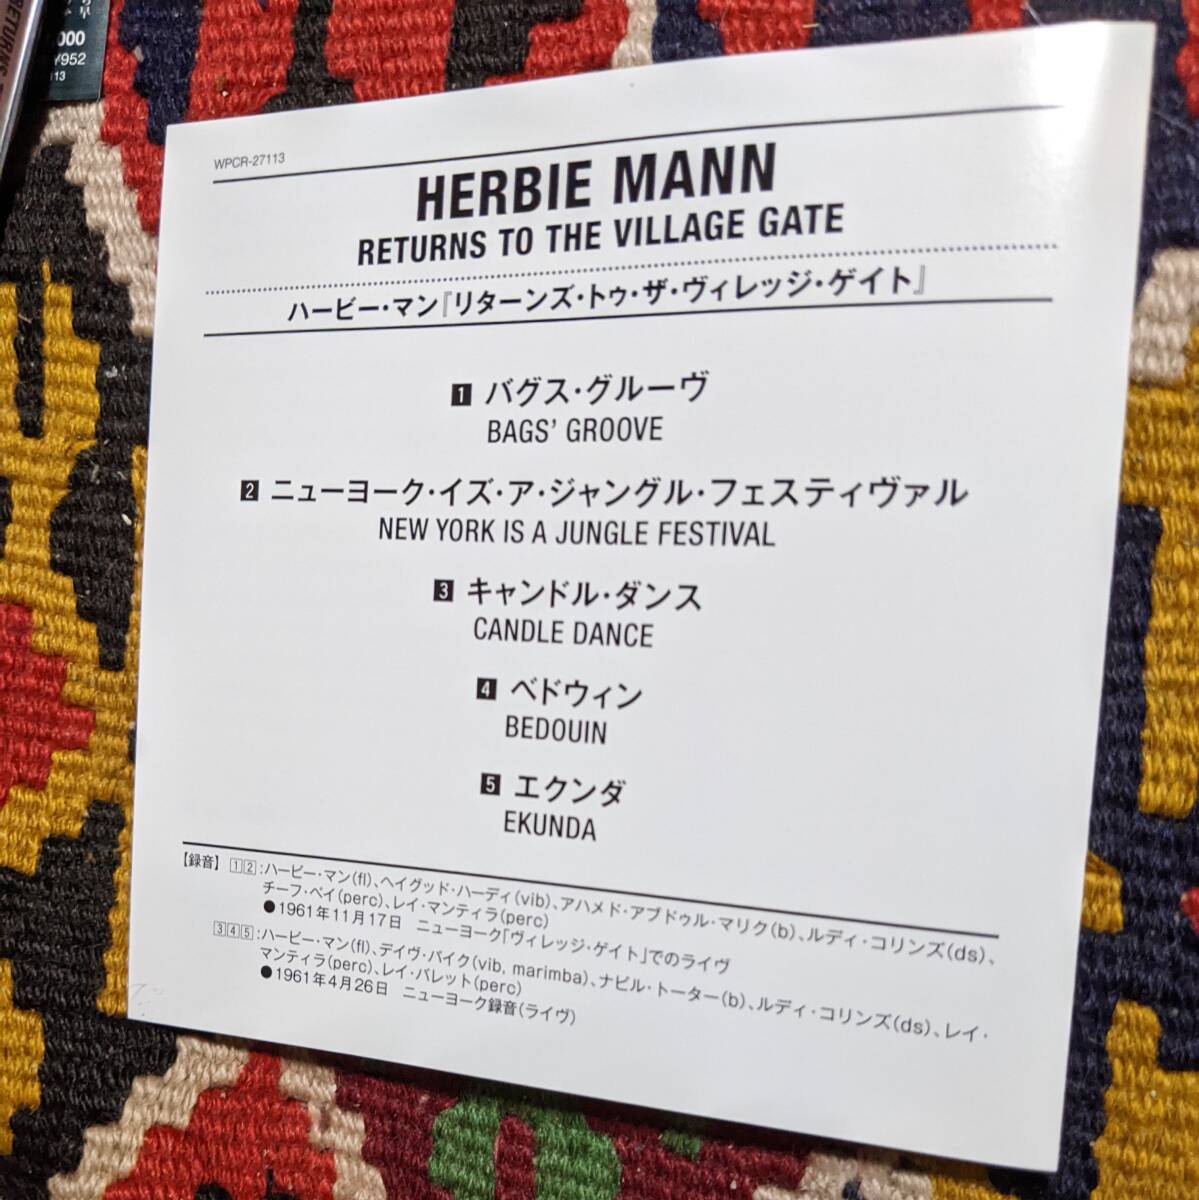 早
000
¥952
113
RETURNS
WPCR-27113
HERBIE MANN
RETURNS TO THE VILLAGE GATE
ハービー・マン『リターンズ・トゥ・ザ・ヴィレッジ・ゲイト』
1 バグス・グルーヴ
BAGS' GROOVE
2 ニューヨーク・イズ・ア・ジャングル・フェスティヴァル
NEW YORK IS A JUNGLE FESTIVAL
3 キャンドル・ダンス
CANDLE DANCE
4 ベドウィン
BEDOUIN
5 エクンダ
EKUNDA
【録音】 1 2:ハービー・マン(fl)、ヘイグッド・ハーディ(vib)、アハメド・アブドゥル・マリク(b)、ルディ・コリンズ(ds)、
チーフ・ベイ(perc)、レイ・マンティラ(perc)
●1961年11月17日 ニューヨーク「ヴィレッジ・ゲイト」でのライヴ
3 4 5:ハービー・マン(fl)、デイヴ・パイク(vib, marimba)、ナビル・トーター(b)、ルディ・コリンズ(ds)、レイ・
マンティラ(perc)、レイ・バレット(perc)
●1961年4月26日 ニューヨーク録音(ライヴ)